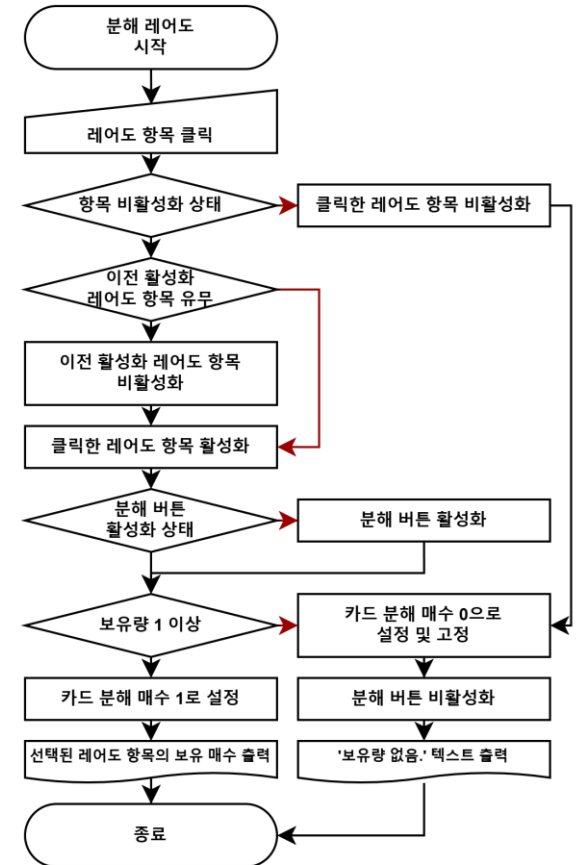 분해 레어도
시작
레어도 항목 클릭
항목 비활성화 상태
클릭한 레어도 항목 비활성화
이전 활성화
레어도 항목 유무
이전 활성화 레어도 항목
비활성화
클릭한 레어도 항목 활성화
분해 버튼
활성화 상태
분해 버튼 활성화
보유량 1 이상
카드 분해 매수 0으로
설정 및 고정
카드 분해 매수 1로 설정
분해 버튼 비활성화
선택된 레어도 항목의 보유 매수 출력
'보유량 없음.' 텍스트 출력
종료